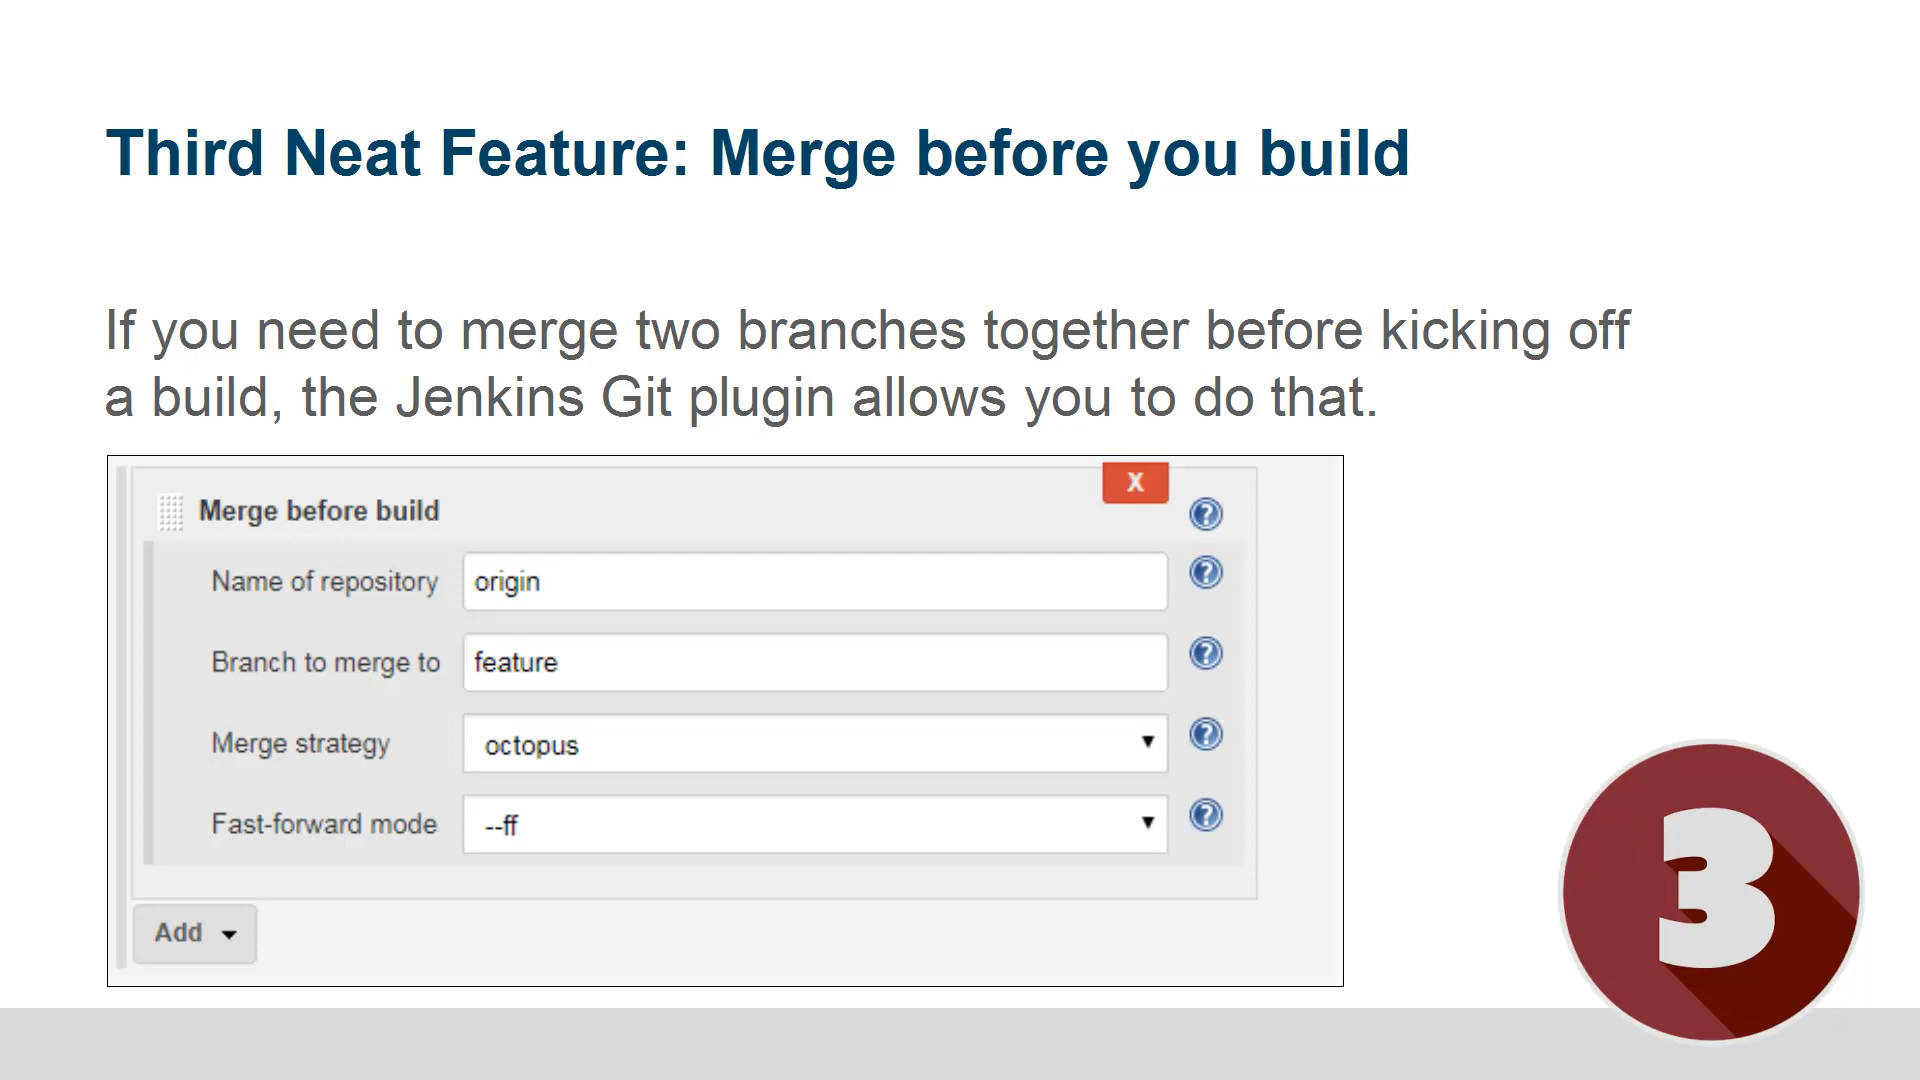 Third Neat Feature: Merge before you build
If you need to merge two branches together before kicking off
a build, the Jenkins Git plugin allows you to do that.
X
Merge before build
?
Name of repository origin ?
Branch to merge to feature ?
Merge strategy octopus ?
Fast-forward mode --ff ?
Add
3